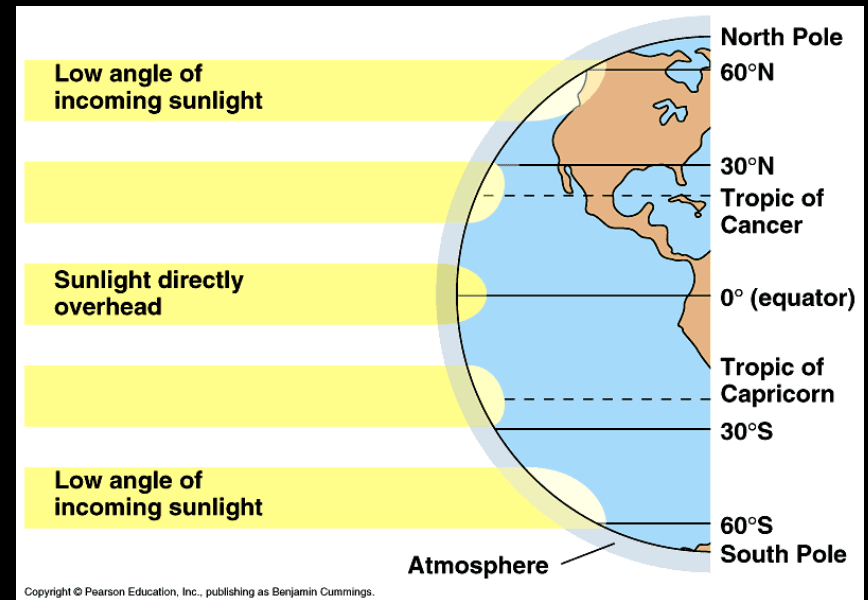 North Pole
Low angle of
incoming sunlight
60°N
30°N
Tropic of
Cancer
Sunlight directly
overhead
0° (equator)
Tropic of
Capricorn
30°S
Low angle of
incoming sunlight
60°S
South Pole
Atmosphere
Copyright © Pearson Education, Inc., publishing as Benjamin Cummings.